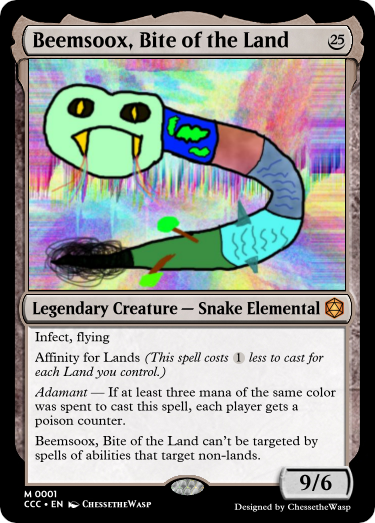 Beemsoox, Bite of the Land 25
Legendary Creature — Snake Elemental
Infect, flying
Affinity for Lands (This spell costs 1 less to cast for
each Land you control.)
Adamant — If at least three mana of the same color
was spent to cast this spell, each player gets a
poison counter.
Beemsoox, Bite of the Land can't be targeted by
spells of abilities that target non-lands.
9/6
M 0001
CCC • EN ChessetheWasp
Designed by ChessetheWasp